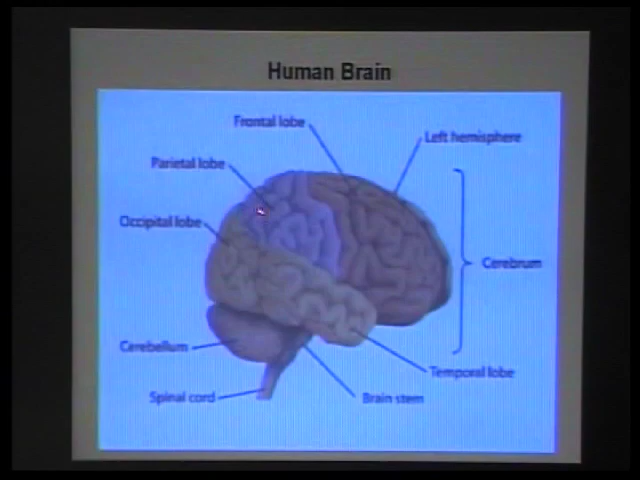 Human Brain
Frontal lobe
Left hemisphere
Parietal lobe
Occipital lobe
Cerebrum
Cerebellum
Temporal lobe
Spinal cord
Brain stem